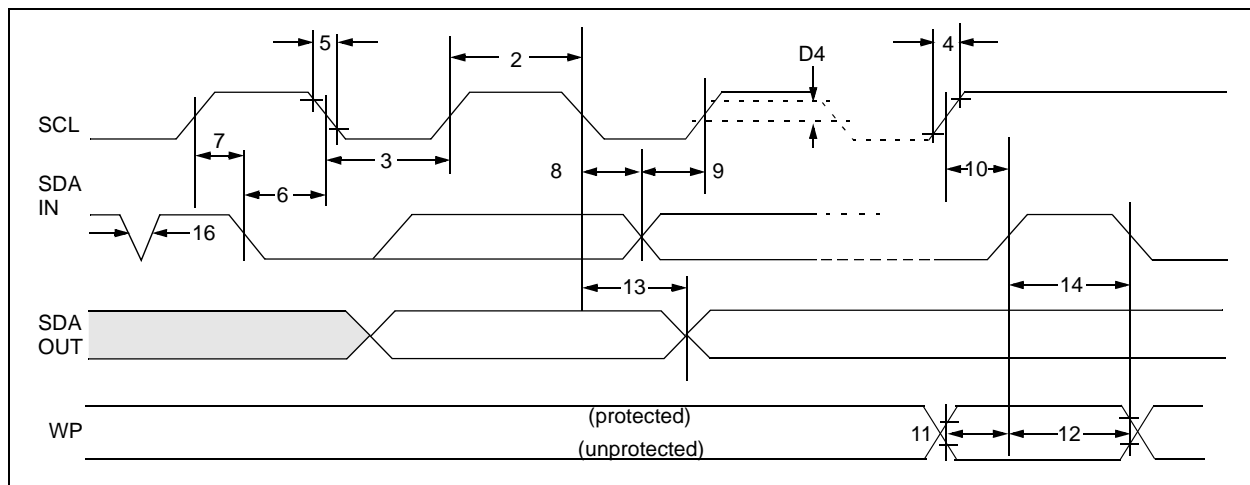 5
2
D4
4
SCL
7
3
8
9
10
SDA
IN
6
16
13
14
SDA
OUT
WP
(protected)
(unprotected)
11
12